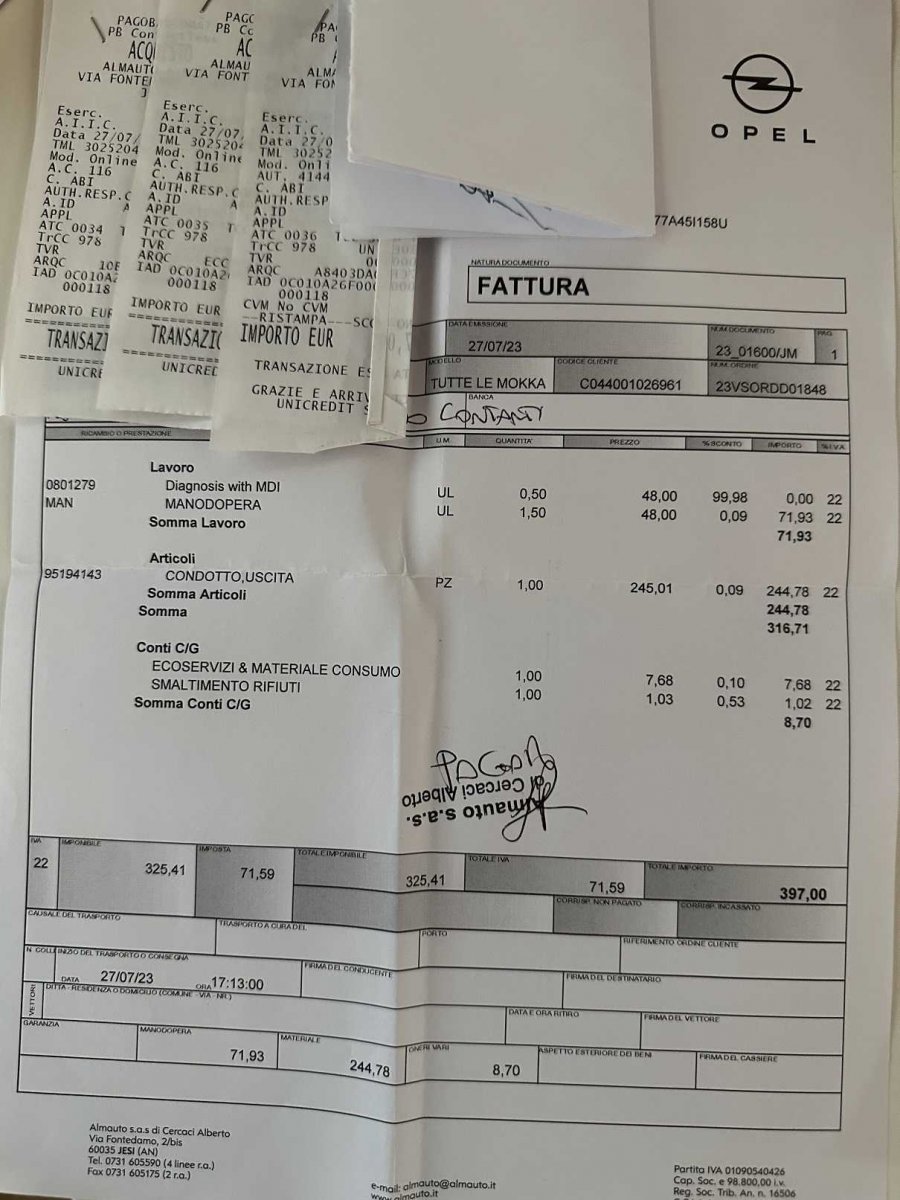 PAGOB
PB Con
ACQ
ALMAUTO
VIA FONTE
Eserc.
A.I.I.C.
Data 27/07/
TML 3025204
Mod. Online
A.C. 116
C. ABI
AUTH.RESP.C
A.ID A
APPL
ATC 0034 T
TrCC 978
TVR
ARQC 10E
IAD 0C010A2
000118
IMPORTO EUR
TRANSAZI
UNICRE
PAGO
PB Co
AC
ALMAU
VIA FONT
Eserc.
A.I.I.C.
Data 27/07
TML 3025204
Mod. Online
A.C. 116
C. ABI
AUTH.RESP.C
A.ID A
APPL
ATC 0035 T
TrCC 978
TVR
ARQC ECC
IAD 0C010A26
000118
IMPORTO EUR
TRANSAZIO
UNICRED
PA
PB
ALMA
VIA FON
Eserc.
A.I.I.C.
Data 27/0
TML 30252
Mod. Onli
AUT. 4144
C. ABI
AUTH.RESP
A.ID
APPL
ATC 0036
TrCC 978 UN
TVR
ARQC A8403DA
IAD 0C010A26F00
000118
CVM No CVM
--RISTAMPA---SC
IMPORTO EUR
TRANSAZIONE ES
GRAZIE E ARRIV
UNICREDIT S
OPEL
77A45I158U
NATURA DOCUMENTO
FATTURA
DATA EMISSIONE NUM. DOCUMENTO PAG.
27/07/23 23_01600/JM 1
MODELLO CODICE CLIENTE NUM. ORDINE
TUTTE LE MOKKA C044001026961 23VSORDD01848
BANCA
CONTANTI
RICAMBIO O PRESTAZIONE U.M. QUANTITA' PREZZO %SCONTO IMPORTO %I.V.A.
Lavoro
0801279 Diagnosis with MDI UL 0,50 48,00 99,98 0,00 22
MAN MANODOPERA UL 1,50 48,00 0,09 71,93 22
Somma Lavoro 71,93
Articoli
95194143 CONDOTTO,USCITA PZ 1,00 245,01 0,09 244,78 22
Somma Articoli 244,78
Somma 316,71
Conti C/G
ECOSERVIZI & MATERIALE CONSUMO 1,00 7,68 0,10 7,68 22
SMALTIMENTO RIFIUTI 1,00 1,03 0,53 1,02 22
Somma Conti C/G 8,70
PAGATO
Almauto s.a.s.
di Cercaci Alberto
IVA IMPONIBILE IMPOSTA TOTALE IMPONIBILE TOTALE IVA TOTALE IMPORTO
22 325,41 71,59 325,41 71,59 397,00
CORRISP. NON PAGATO CORRISP. INCASSATO
CAUSALE DEL TRASPORTO TRASPORTO A CURA DEL PORTO RIFERIMENTO ORDINE CLIENTE
N. COLLI INIZIO DEL TRASPORTO O CONSEGNA FIRMA DEL CONDUCENTE FIRMA DEL DESTINATARIO
DATA 27/07/23 ORA 17:13:00
VETTORI DITTA - RESIDENZA O DOMICILIO (COMUNE - VIA - NR.) DATA E ORA RITIRO FIRMA DEL VETTORE
GARANZIA MANODOPERA MATERIALE ONERI VARI ASPETTO ESTERIORE DEI BENI FIRMA DEL CASSIERE
71,93 244,78 8,70
Almauto s.a.s di Cercaci Alberto
Via Fontedamo, 2/bis
60035 JESI (AN)
Tel. 0731 605590 (4 linee r.a.)
Fax 0731 605175 (2 r.a.)
e-mail: almauto@almauto.it
www.almauto.it
Partita IVA 01090540426
Cap. Soc. e 98.800,00 i.v.
Reg. Soc. Trib. An. n. 16506